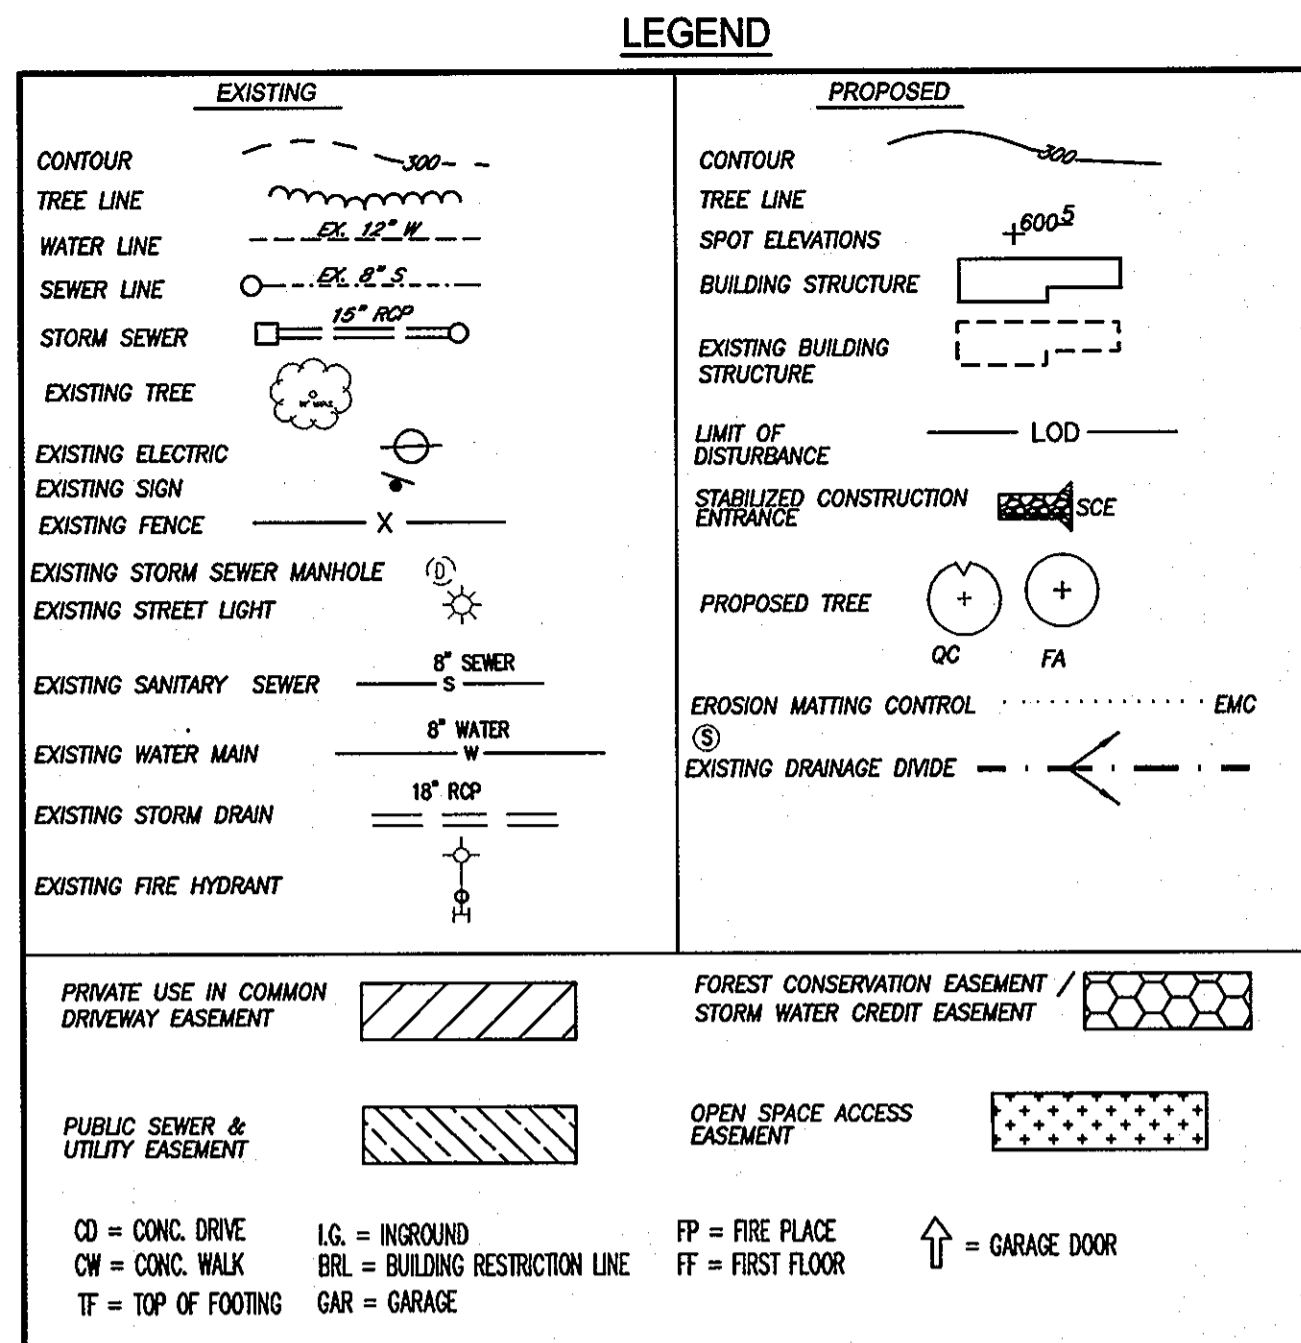 LEGEND
EXISTING
CONTOUR 300
TREE LINE
WATER LINE EX. 12" W
SEWER LINE EX. 8" S
STORM SEWER 15" RCP
EXISTING TREE
EXISTING ELECTRIC
EXISTING SIGN
EXISTING FENCE X
EXISTING STORM SEWER MANHOLE D
EXISTING STREET LIGHT
8" SEWER
EXISTING SANITARY SEWER S
8" WATER
EXISTING WATER MAIN W
18" RCP
EXISTING STORM DRAIN
EXISTING FIRE HYDRANT
PROPOSED
CONTOUR 300
TREE LINE
SPOT ELEVATIONS +600 5
BUILDING STRUCTURE
EXISTING BUILDING
STRUCTURE
LIMIT OF
DISTURBANCE
LOD
STABILIZED CONSTRUCTION
ENTRANCE
SCE
PROPOSED TREE
QC FA
EROSION MATTING CONTROL EMC
S
EXISTING DRAINAGE DIVIDE
PRIVATE USE IN COMMON
DRIVEWAY EASEMENT
FOREST CONSERVATION EASEMENT /
STORM WATER CREDIT EASEMENT
PUBLIC SEWER &
UTILITY EASEMENT
OPEN SPACE ACCESS
EASEMENT
CD = CONC. DRIVE
CW = CONC. WALK
TF = TOP OF FOOTING
I.G. = INGROUND
BRL = BUILDING RESTRICTION LINE
GAR = GARAGE
FP = FIRE PLACE
FF = FIRST FLOOR
= GARAGE DOOR